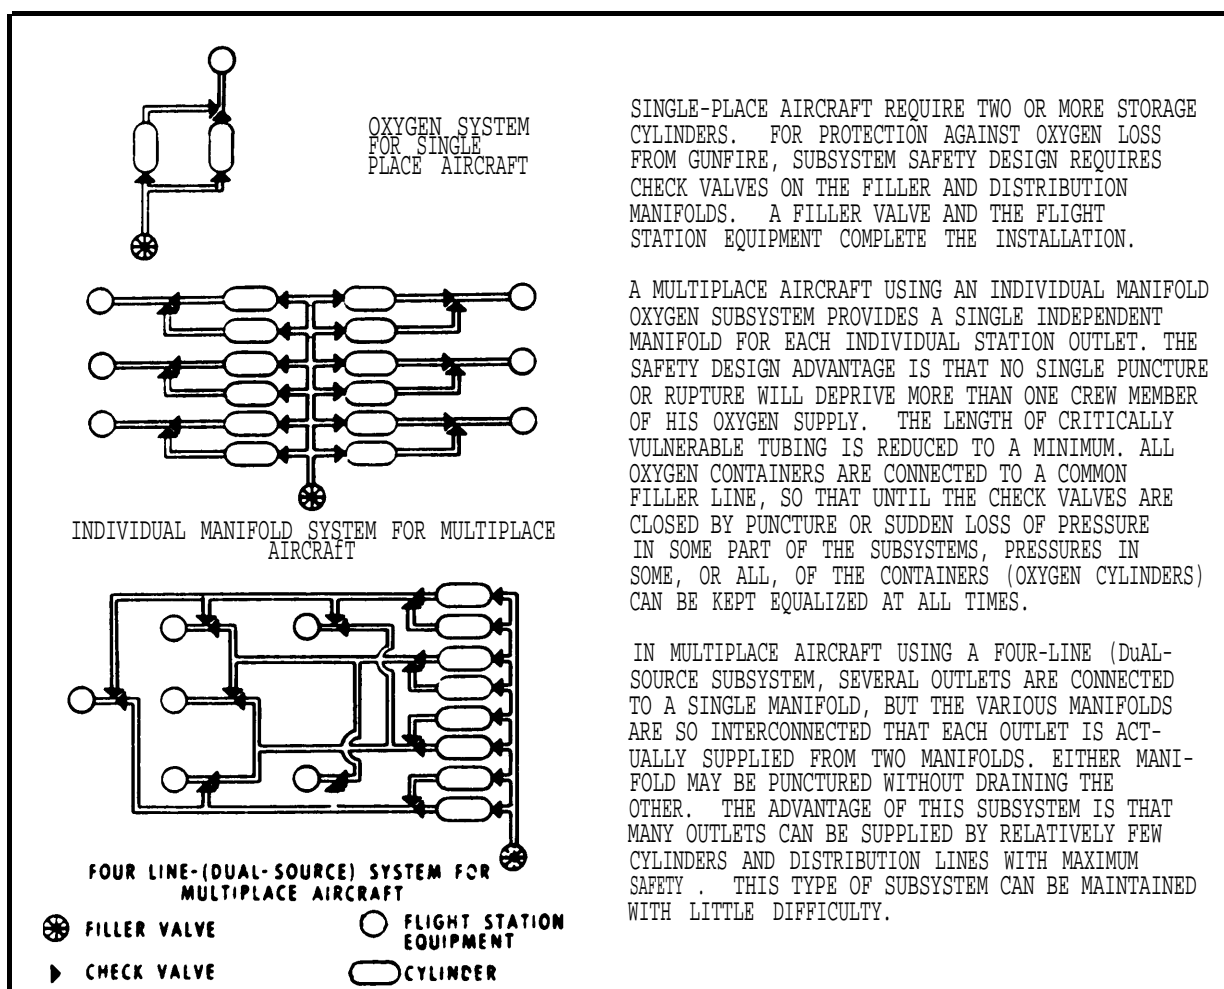 OXYGEN SYSTEM
FOR SINGLE
PLACE AIRCRAFT
INDIVIDUAL MANIFOLD SYSTEM FOR MULTIPLACE
AIRCRAfT
FOUR LINE-(DUAL-SOURCE) SYSTEM FOR
MULTIPLACE AIRCRAFT
FILLER VALVE
FLIGHT STATION
EQUIPMENT
CHECK VALVE
CYLINDER
SINGLE-PLACE AIRCRAFT REQUIRE TWO OR MORE STORAGE
CYLINDERS. FOR PROTECTION AGAINST OXYGEN LOSS
FROM GUNFIRE, SUBSYSTEM SAFETY DESIGN REQUIRES
CHECK VALVES ON THE FILLER AND DISTRIBUTION
MANIFOLDS. A FILLER VALVE AND THE FLIGHT
STATION EQUIPMENT COMPLETE THE INSTALLATION.
A MULTIPLACE AIRCRAFT USING AN INDIVIDUAL MANIFOLD
OXYGEN SUBSYSTEM PROVIDES A SINGLE INDEPENDENT
MANIFOLD FOR EACH INDIVIDUAL STATION OUTLET. THE
SAFETY DESIGN ADVANTAGE IS THAT NO SINGLE PUNCTURE
OR RUPTURE WILL DEPRIVE MORE THAN ONE CREW MEMBER
OF HIS OXYGEN SUPPLY. THE LENGTH OF CRITICALLY
VULNERABLE TUBING IS REDUCED TO A MINIMUM. ALL
OXYGEN CONTAINERS ARE CONNECTED TO A COMMON
FILLER LINE, SO THAT UNTIL THE CHECK VALVES ARE
CLOSED BY PUNCTURE OR SUDDEN LOSS OF PRESSURE
IN SOME PART OF THE SUBSYSTEMS, PRESSURES IN
SOME, OR ALL, OF THE CONTAINERS (OXYGEN CYLINDERS)
CAN BE KEPT EQUALIZED AT ALL TIMES.
IN MULTIPLACE AIRCRAFT USING A FOUR-LINE (DuAL-
SOURCE SUBSYSTEM, SEVERAL OUTLETS ARE CONNECTED
TO A SINGLE MANIFOLD, BUT THE VARIOUS MANIFOLDS
ARE SO INTERCONNECTED THAT EACH OUTLET IS ACT-
UALLY SUPPLIED FROM TWO MANIFOLDS. EITHER MANI-
FOLD MAY BE PUNCTURED WITHOUT DRAINING THE
OTHER. THE ADVANTAGE OF THIS SUBSYSTEM IS THAT
MANY OUTLETS CAN BE SUPPLIED BY RELATIVELY FEW
CYLINDERS AND DISTRIBUTION LINES WITH MAXIMUM
SAFETY . THIS TYPE OF SUBSYSTEM CAN BE MAINTAINED
WITH LITTLE DIFFICULTY.